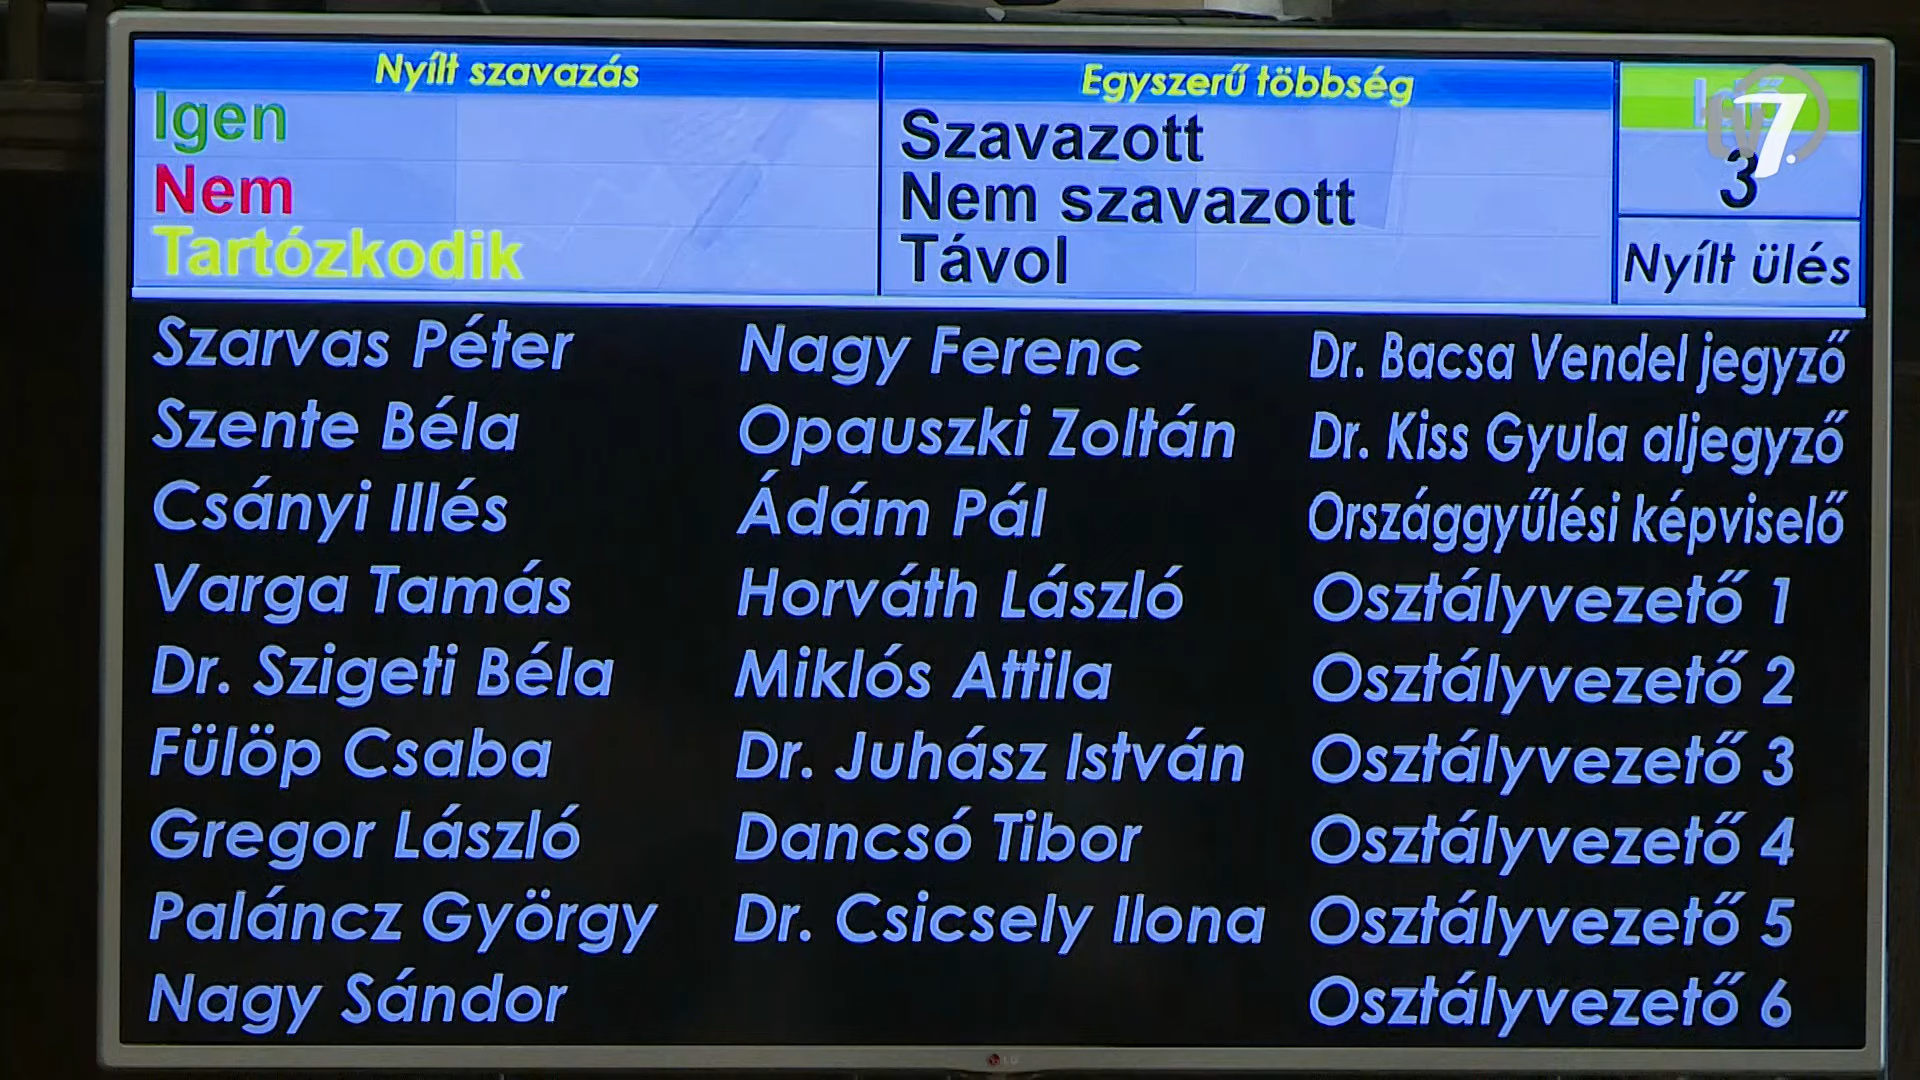 Nyílt szavazás
Igen
Nem
Tartózkodik
Egyszerű többség
Szavazott
Nem szavazott
Távol
7.
3
Nyílt ülés
Szarvas Péter
Szente Béla
Csányi Illés
Varga Tamás
Dr. Szigeti Béla
Fülöp Csaba
Gregor László
Paláncz György
Nagy Sándor
Nagy Ferenc
Opauszki Zoltán
Ádám Pál
Horváth László
Miklós Attila
Dr. Juhász István
Dancsó Tibor
Dr. Csicsely Ilona
Dr. Bacsa Vendel jegyző
Dr. Kiss Gyula aljegyző
Országgyűlési képviselő
Osztályvezető 1
Osztályvezető 2
Osztályvezető 3
Osztályvezető 4
Osztályvezető 5
Osztályvezető 6